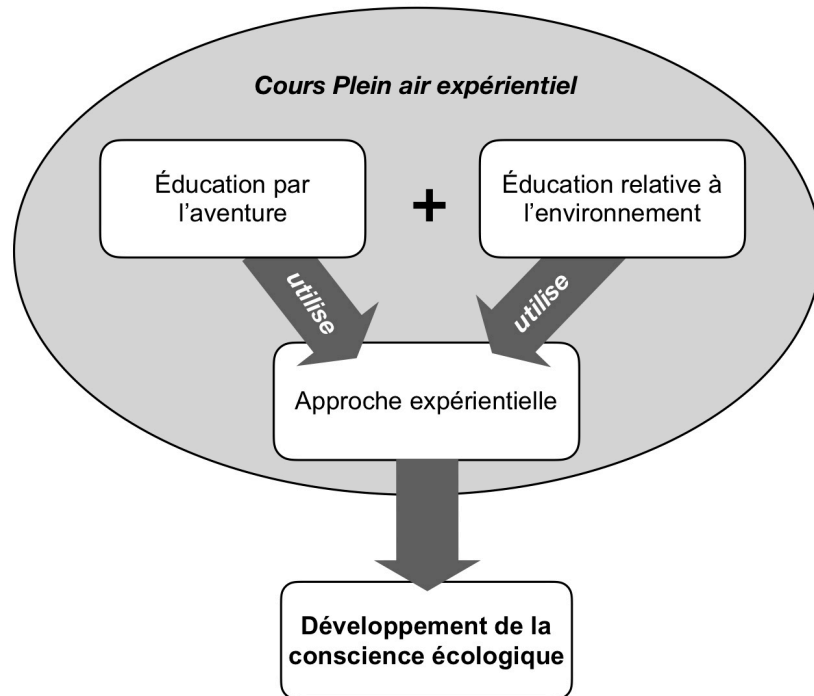 Cours Plein air expérientiel
Éducation par
l’aventure
+
Éducation relative à
l’environnement
utilise
utilise
Approche expérientielle
Développement de la
conscience écologique